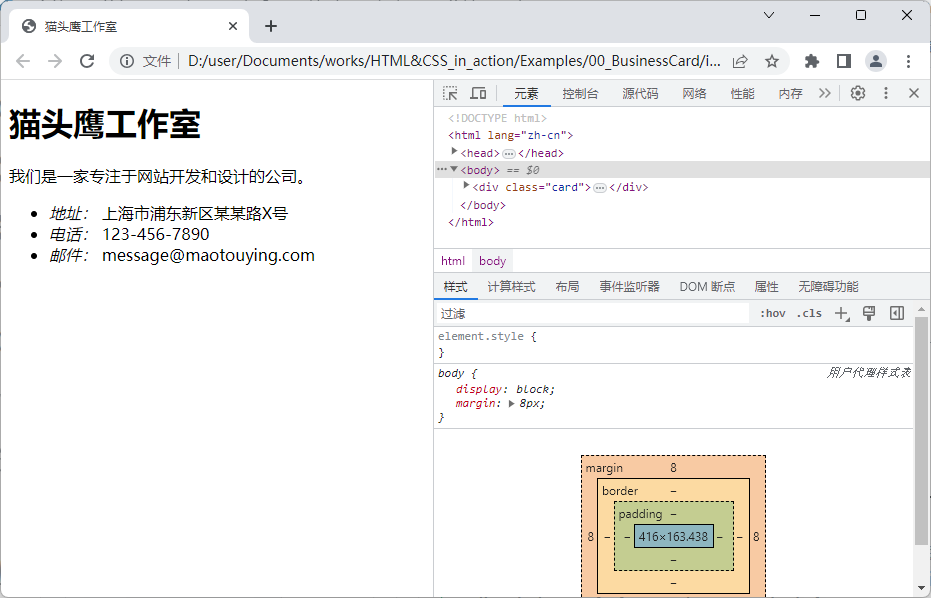 猫头鹰工作室
文件 D:/user/Documents/works/HTML&CSS_in_action/Examples/00_BusinessCard/i...
猫头鹰工作室
我们是一家专注于网站开发和设计的公司。
地址： 上海市浦东新区某某路X号
电话： 123-456-7890
邮件： message@maotouying.com
元素 控制台 源代码 网络 性能 内存
<!DOCTYPE html>
<html lang="zh-cn">
<head>…</head>
<body> == $0
<div class="card">…</div>
</body>
</html>
html body
样式 计算样式 布局 事件监听器 DOM 断点 属性 无障碍功能
过滤 :hov .cls
element.style {
}
body { 用户代理样式表
display: block;
margin: 8px;
}
margin 8
border –
padding –
8 – – 416×163.438 – – 8
–
–